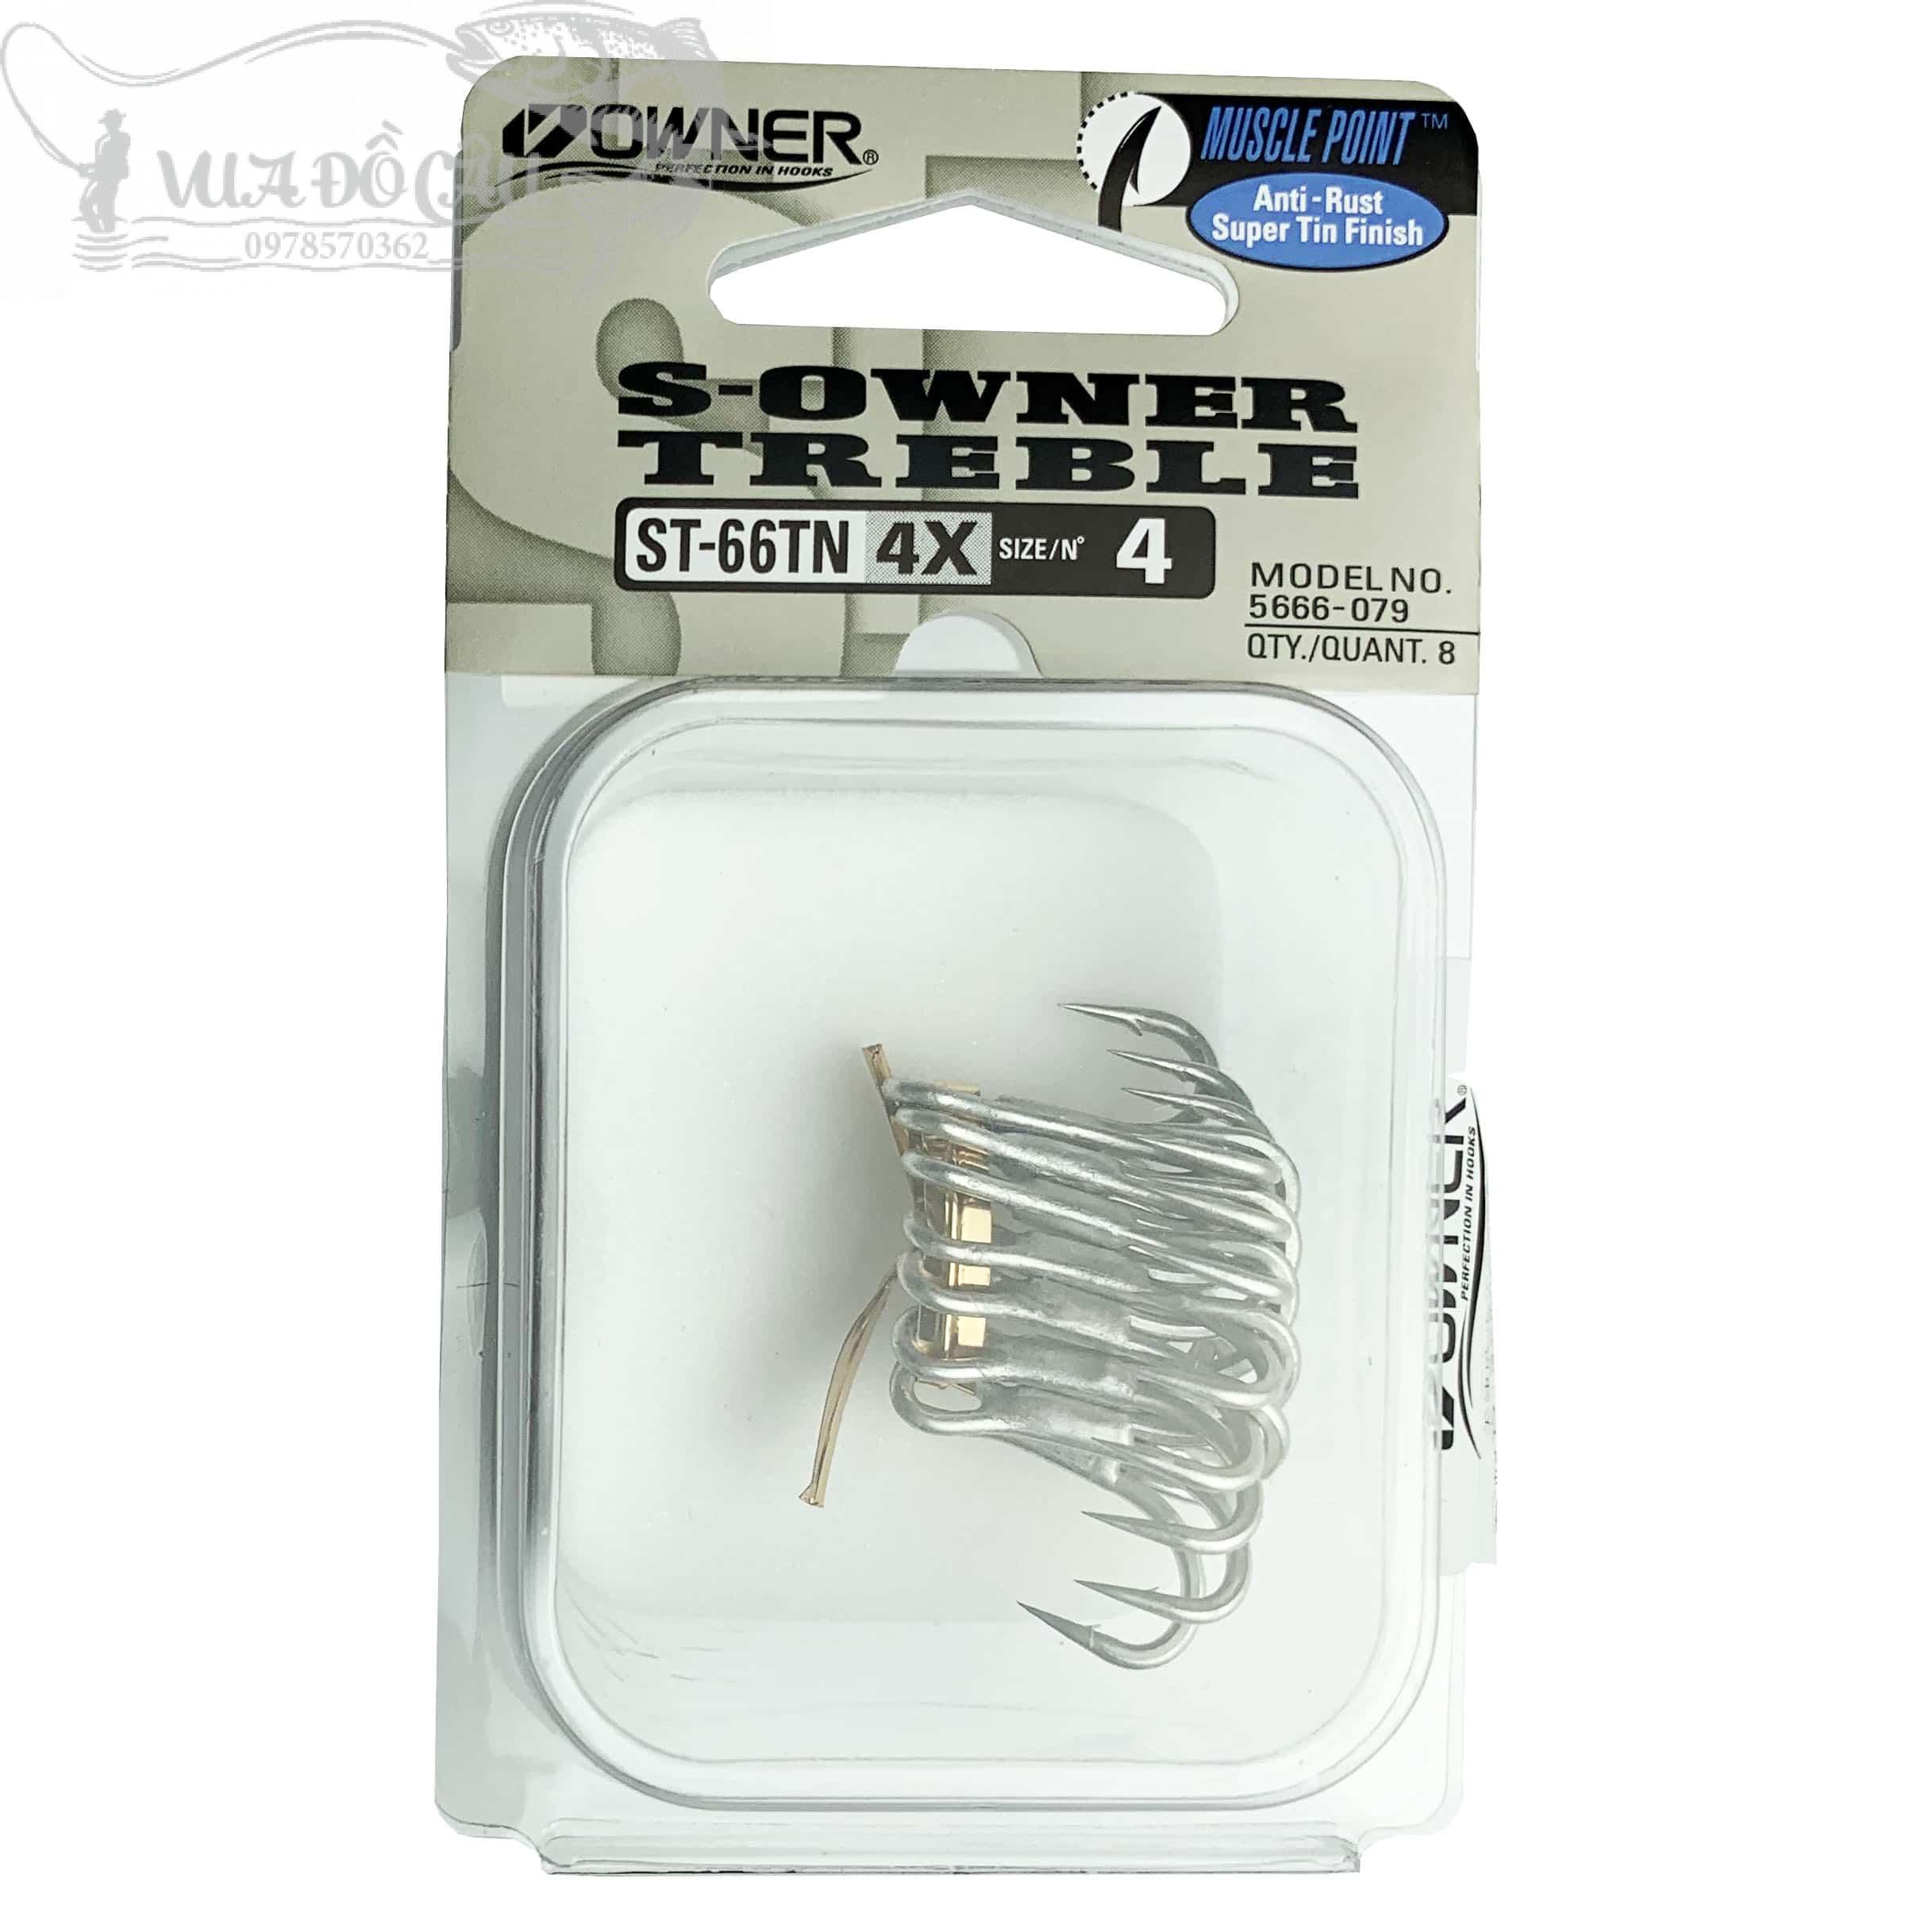 VUA ĐỒ CÂU
0978570362
OWNER®
PERFECTION IN HOOKS
MUSCLE POINT™
Anti-Rust
Super Tin Finish
S-OWNER
TREBLE
ST-66TN 4X SIZE/N° 4
MODEL NO.
5666-079
QTY./QUANT. 8
OWNER®
PERFECTION IN HOOKS